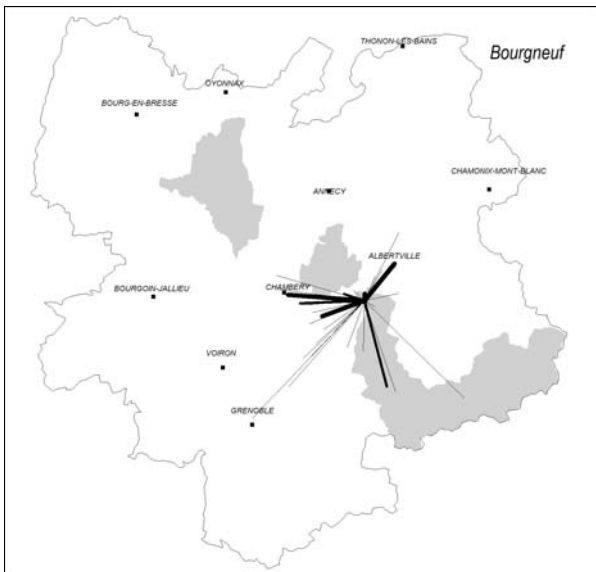 THONON-LES-BAINS
Bourgneuf
OYONNAX
BOURG-EN-BRESSE
CHAMONIX-MONT-BLANC
ANNECY
ALBERTVILLE
CHAMBERY
BOURGOIN-JALLIEU
VOIRON
GRENOBLE